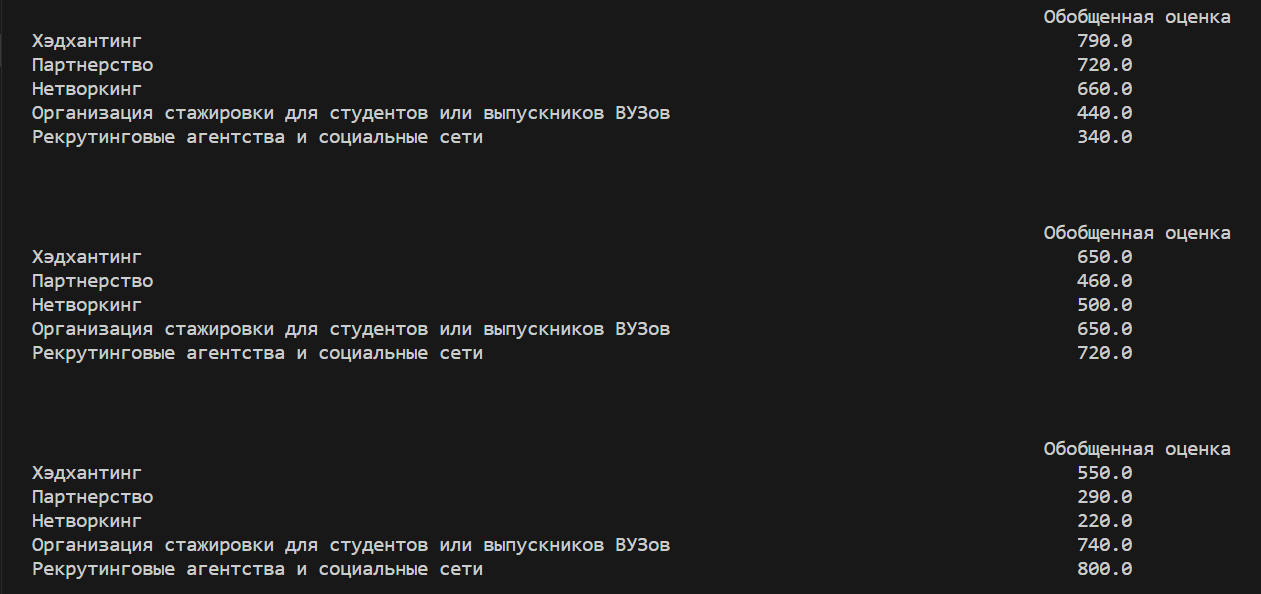 Обобщенная оценка
Хэдхантинг 790.0
Партнерство 720.0
Нетворкинг 660.0
Организация стажировки для студентов или выпускников ВУЗов 440.0
Рекрутинговые агентства и социальные сети 340.0
Обобщенная оценка
Хэдхантинг 650.0
Партнерство 460.0
Нетворкинг 500.0
Организация стажировки для студентов или выпускников ВУЗов 650.0
Рекрутинговые агентства и социальные сети 720.0
Обобщенная оценка
Хэдхантинг 550.0
Партнерство 290.0
Нетворкинг 220.0
Организация стажировки для студентов или выпускников ВУЗов 740.0
Рекрутинговые агентства и социальные сети 800.0